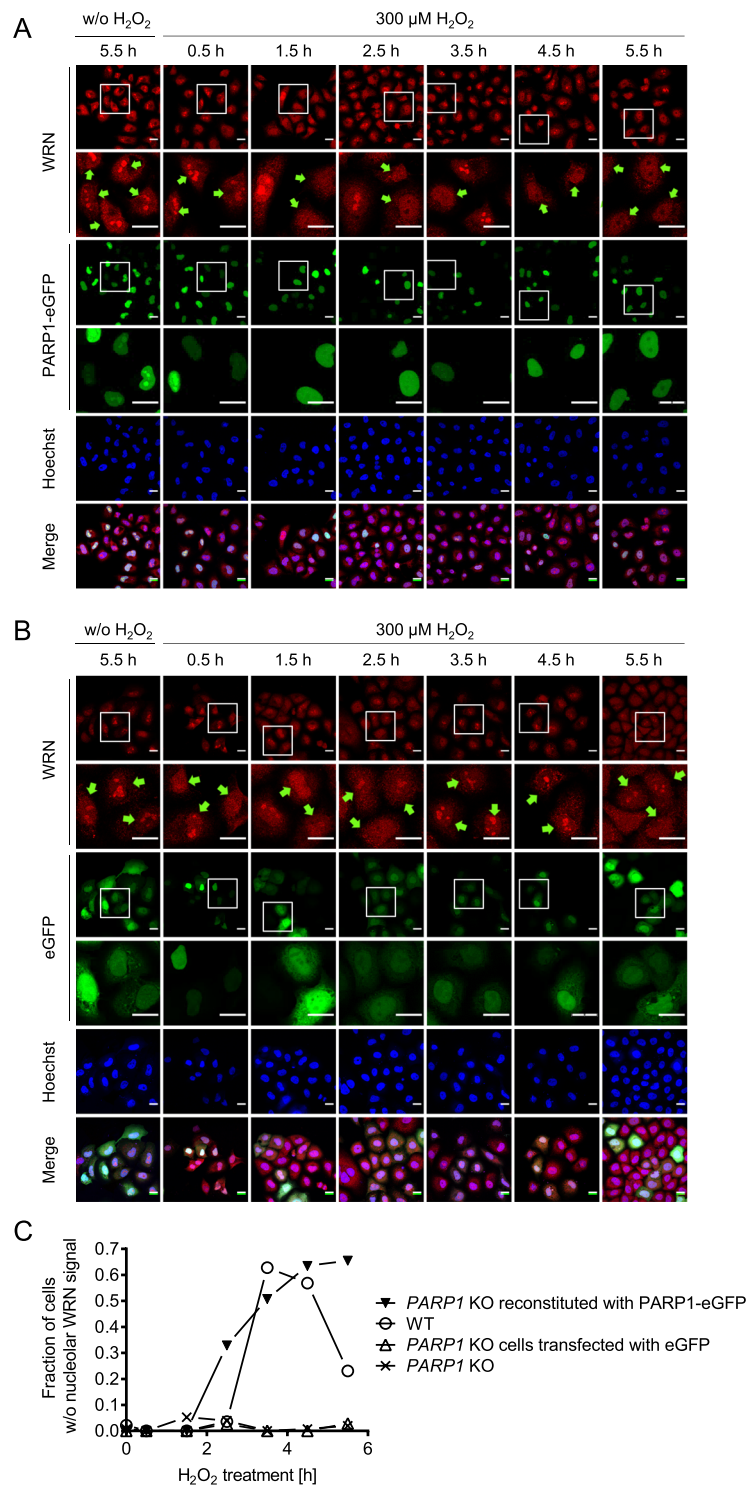 A
w/o H₂O₂
300 µM H₂O₂
5.5 h
0.5 h
1.5 h
2.5 h
3.5 h
4.5 h
5.5 h
WRN
PARP1-eGFP
Hoechst
Merge
B
w/o H₂O₂
300 µM H₂O₂
5.5 h
0.5 h
1.5 h
2.5 h
3.5 h
4.5 h
5.5 h
WRN
eGFP
Hoechst
Merge
C
Fraction of cells
w/o nucleolar WRN signal
0.7
0.6
0.5
0.4
0.3
0.2
0.1
0.0
0
2
4
6
H₂O₂ treatment [h]
PARP1 KO reconstituted with PARP1-eGFP
WT
PARP1 KO cells transfected with eGFP
PARP1 KO